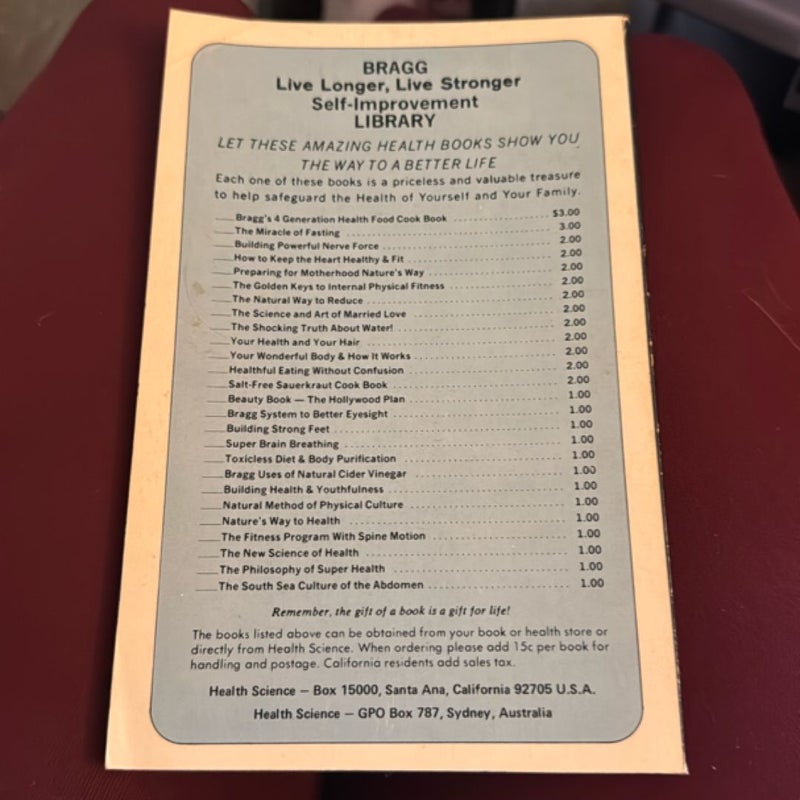 BRAGG
Live Longer, Live Stronger
Self-Improvement
LIBRARY
LET THESE AMAZING HEALTH BOOKS SHOW YOU
THE WAY TO A BETTER LIFE
Each one of these books is a priceless and valuable treasure
to help safeguard the Health of Yourself and Your Family.
Bragg's 4 Generation Health Food Cook Book $3.00
The Miracle of Fasting 3.00
Building Powerful Nerve Force 2.00
How to Keep the Heart Healthy & Fit 2.00
Preparing for Motherhood Nature's Way 2.00
The Golden Keys to Internal Physical Fitness 2.00
The Natural Way to Reduce 2.00
The Science and Art of Married Love 2.00
The Shocking Truth About Water! 2.00
Your Health and Your Hair 2.00
Your Wonderful Body & How It Works 2.00
Healthful Eating Without Confusion 2.00
Salt-Free Sauerkraut Cook Book 2.00
Beauty Book — The Hollywood Plan 1.00
Bragg System to Better Eyesight 1.00
Building Strong Feet 1.00
Super Brain Breathing 1.00
Toxicless Diet & Body Purification 1.00
Bragg Uses of Natural Cider Vinegar 1.00
Building Health & Youthfulness 1.00
Natural Method of Physical Culture 1.00
Nature's Way to Health 1.00
The Fitness Program With Spine Motion 1.00
The New Science of Health 1.00
The Philosophy of Super Health 1.00
The South Sea Culture of the Abdomen 1.00
Remember, the gift of a book is a gift for life!
The books listed above can be obtained from your book or health store or
directly from Health Science. When ordering please add 15c per book for
handling and postage. California residents add sales tax.
Health Science — Box 15000, Santa Ana, California 92705 U.S.A.
Health Science — GPO Box 787, Sydney, Australia